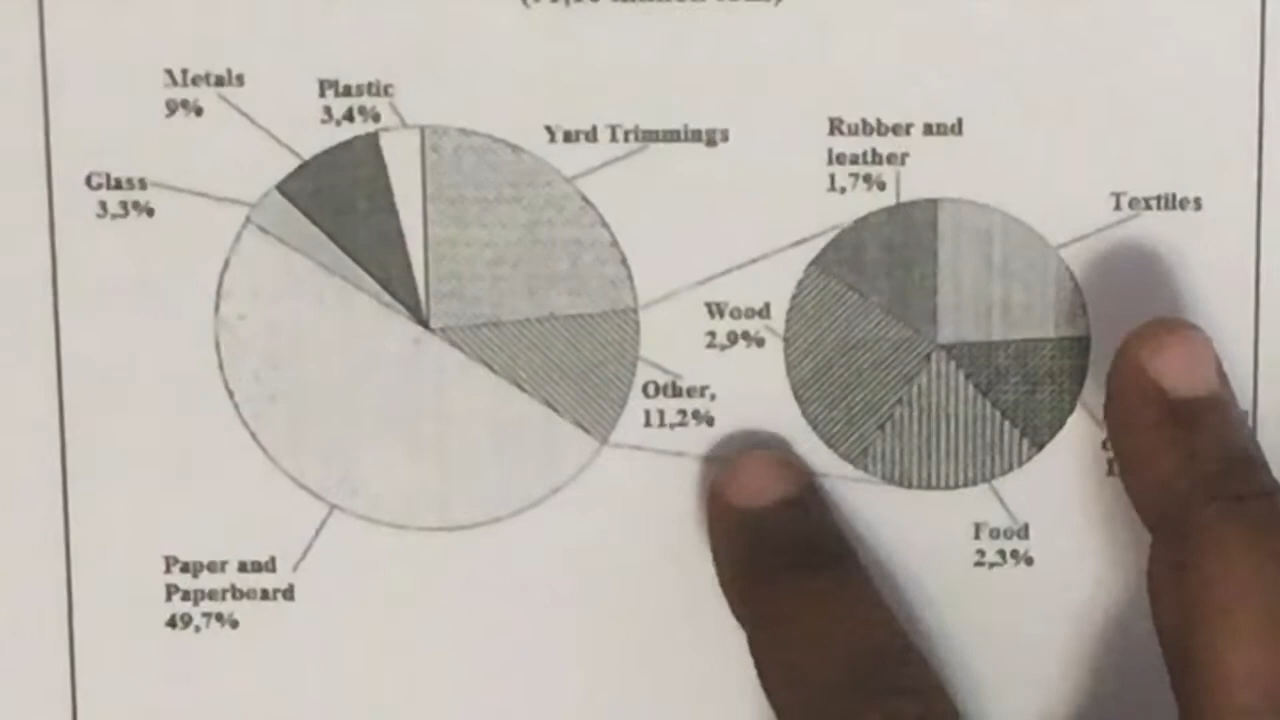 Metals
9%
Plastic
3,4%
Yard Trimmings
Glass
3,3%
Other,
11,2%
Paper and
Paperboard
49,7%
Rubber and
leather
1,7%
Textiles
Wood
2,9%
Food
2,3%